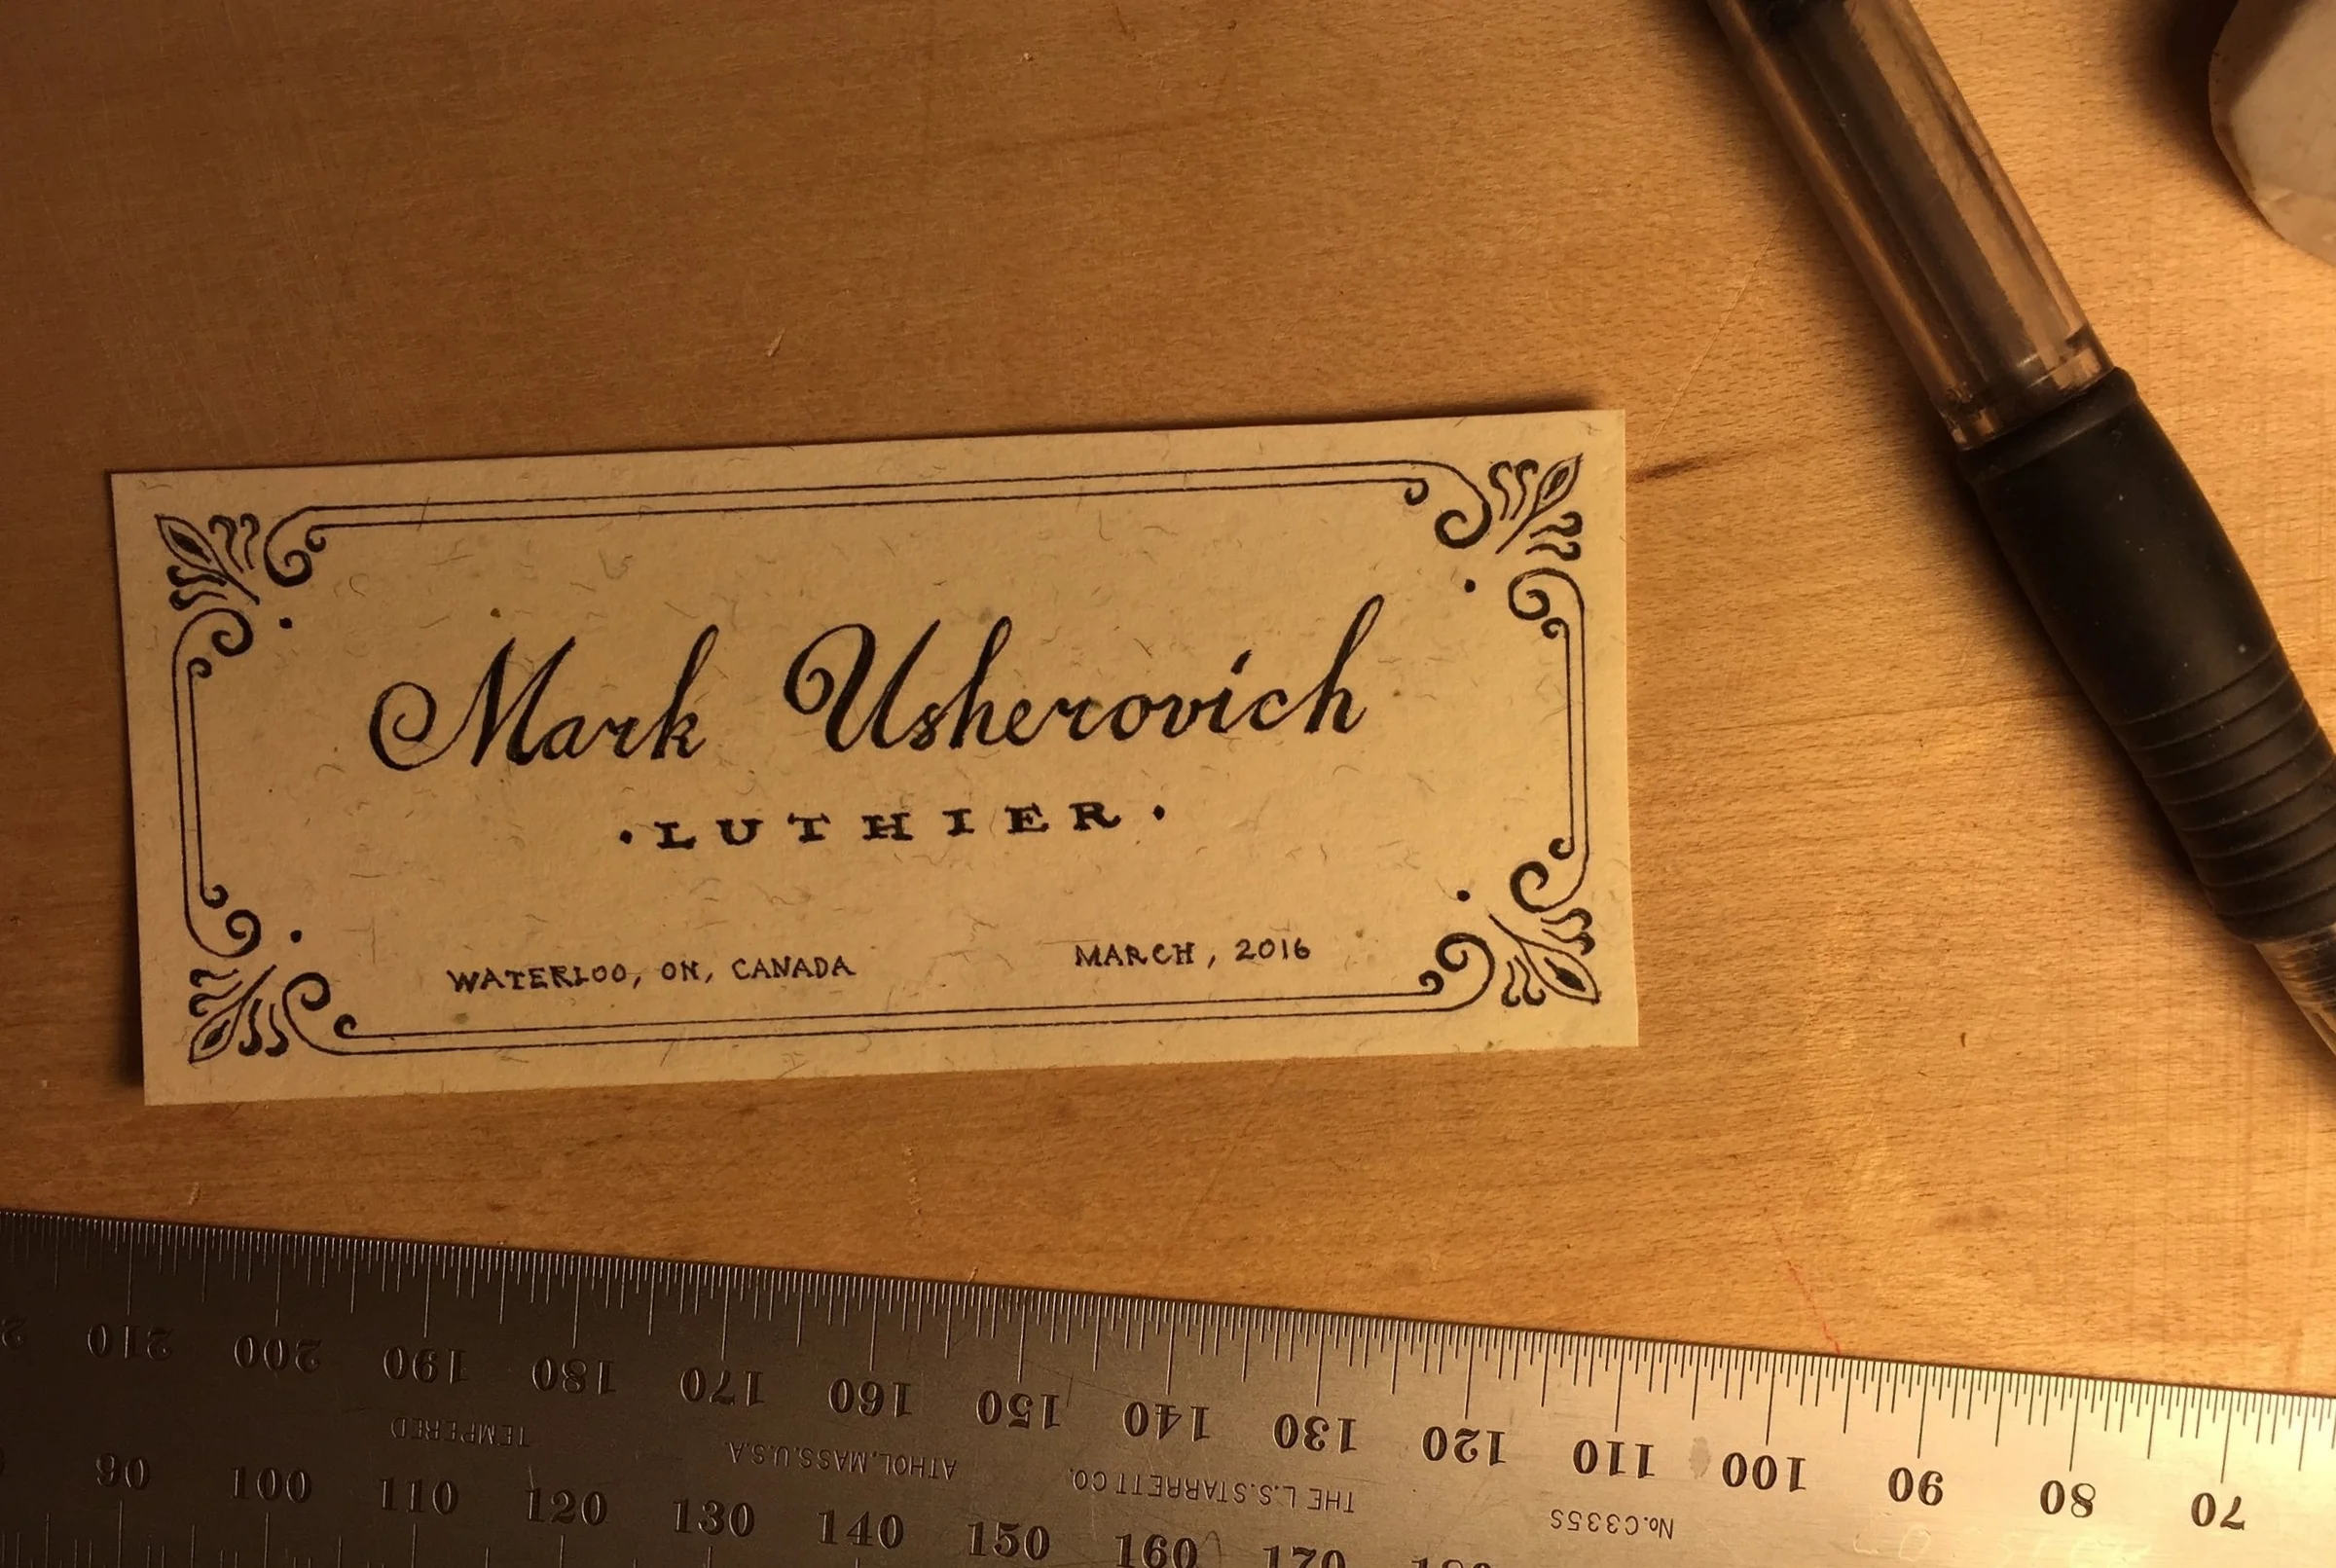 Mark Usherovich
·LUTHIER·
WATERLOO, ON, CANADA
MARCH, 2016
210 200 190 180 170 160 150 140 130 120 110 100 90 80 70
TEMPERED
ATHOL, MASS. U.S.A.
THE L.S. STARRETT CO.
No. C335S
90 100 110 120 130 140 150 160 170 180